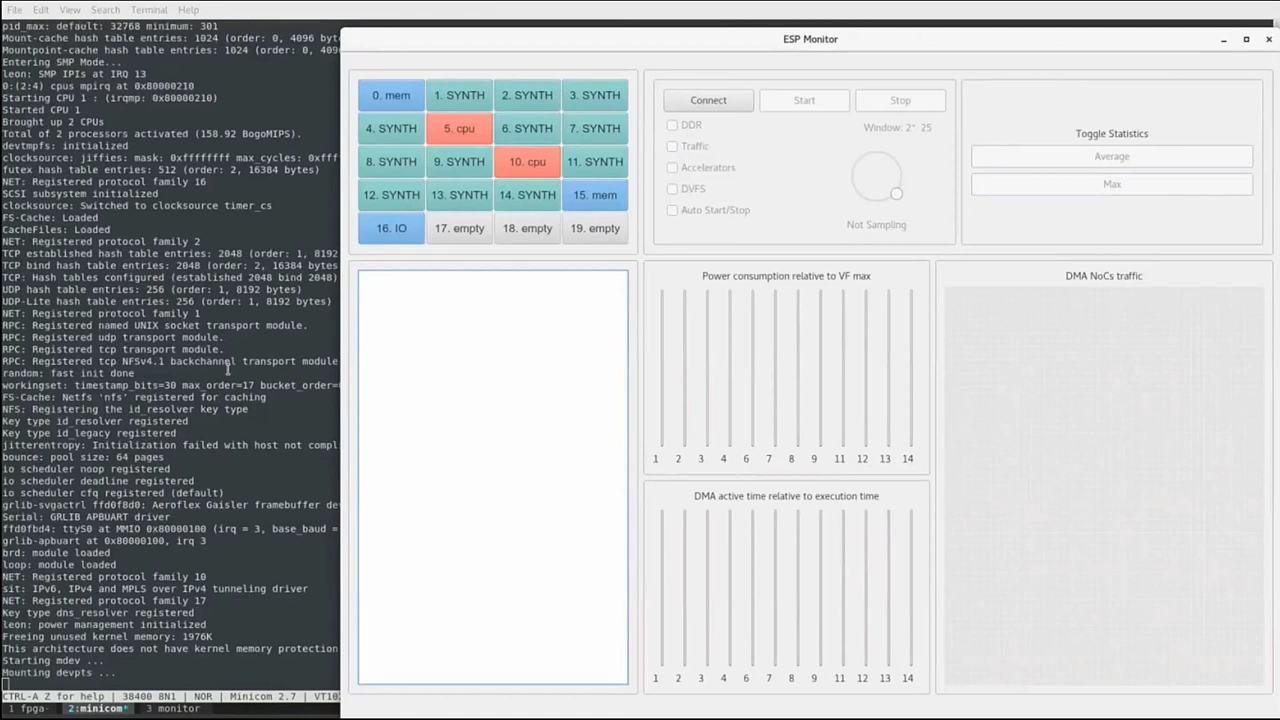 File Edit View Search Terminal Help
pid_max: default: 32768 minimum: 301
Mount-cache hash table entries: 1024 (order: 0, 4096 byt
Mountpoint-cache hash table entries: 1024 (order: 0, 409
Entering SMP Mode...
leon: SMP IPIs at IRQ 13
0:(2:4) cpus mpirq at 0x80000210
Starting CPU 1 : (irqmp: 0x80000210)
Started CPU 1
Brought up 2 CPUs
Total of 2 processors activated (158.92 BogoMIPS).
devtmpfs: initialized
clocksource: jiffies: mask: 0xffffffff max_cycles: 0xfff
futex hash table entries: 512 (order: 2, 16384 bytes)
NET: Registered protocol family 16
SCSI subsystem initialized
clocksource: Switched to clocksource timer_cs
FS-Cache: Loaded
CacheFiles: Loaded
NET: Registered protocol family 2
TCP established hash table entries: 2048 (order: 1, 8192
TCP bind hash table entries: 2048 (order: 2, 16384 bytes
TCP: Hash tables configured (established 2048 bind 2048)
UDP hash table entries: 256 (order: 1, 8192 bytes)
UDP-Lite hash table entries: 256 (order: 1, 8192 bytes)
NET: Registered protocol family 1
RPC: Registered named UNIX socket transport module.
RPC: Registered udp transport module.
RPC: Registered tcp transport module.
RPC: Registered tcp NFSv4.1 backchannel transport module
random: fast init done
workingset: timestamp_bits=30 max_order=17 bucket_order=
FS-Cache: Netfs 'nfs' registered for caching
NFS: Registering the id_resolver key type
Key type id_resolver registered
Key type id_legacy registered
jitterentropy: Initialization failed with host not compl
bounce: pool size: 64 pages
io scheduler noop registered
io scheduler deadline registered
io scheduler cfq registered (default)
grlib-svgactrl ffd0f8d0: Aeroflex Gaisler framebuffer de
Serial: GRLIB APBUART driver
ffd0fbd4: ttyS0 at MMIO 0x80000100 (irq = 3, base_baud =
grlib-apbuart at 0x80000100, irq 3
brd: module loaded
loop: module loaded
NET: Registered protocol family 10
sit: IPv6, IPv4 and MPLS over IPv4 tunneling driver
NET: Registered protocol family 17
Key type dns_resolver registered
leon: power management initialized
Freeing unused kernel memory: 1976K
This architecture does not have kernel memory protection
Starting mdev ...
Mounting devpts ...
CTRL-A Z for help | 38400 8N1 | NOR | Minicom 2.7 | VT10
1 fpga- 2:minicom* 3 monitor
ESP Monitor
0. mem 1. SYNTH 2. SYNTH 3. SYNTH
4. SYNTH 5. cpu 6. SYNTH 7. SYNTH
8. SYNTH 9. SYNTH 10. cpu 11. SYNTH
12. SYNTH 13. SYNTH 14. SYNTH 15. mem
16. IO 17. empty 18. empty 19. empty
Connect Start Stop
DDR
Traffic
Accelerators
DVFS
Auto Start/Stop
Window: 2^ 25
Not Sampling
Toggle Statistics
Average
Max
Power consumption relative to VF max
1 2 3 4 6 7 8 9 11 12 13 14
DMA active time relative to execution time
1 2 3 4 6 7 8 9 11 12 13 14
DMA NoCs traffic